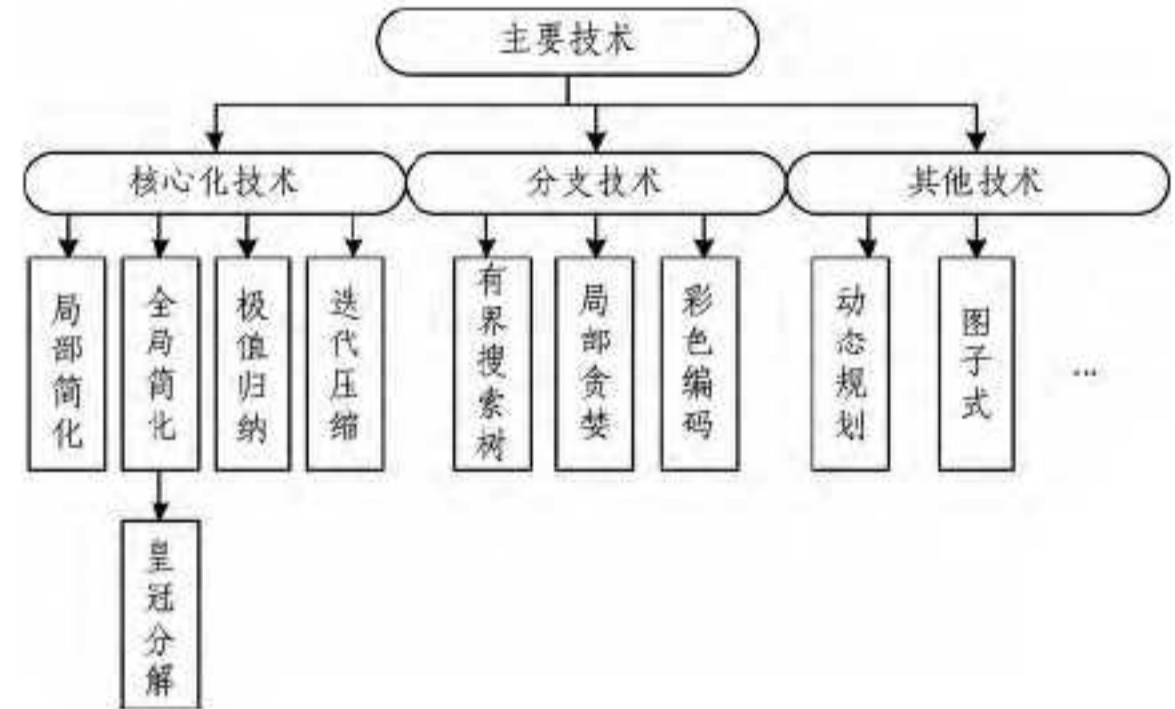 主要技术
核心化技术
分支技术
其他技术
局部简化
全局简化
极值归纳
迭代压缩
有界搜索树
局部贪婪
彩色编码
动态规划
图子式
...
皇冠分解